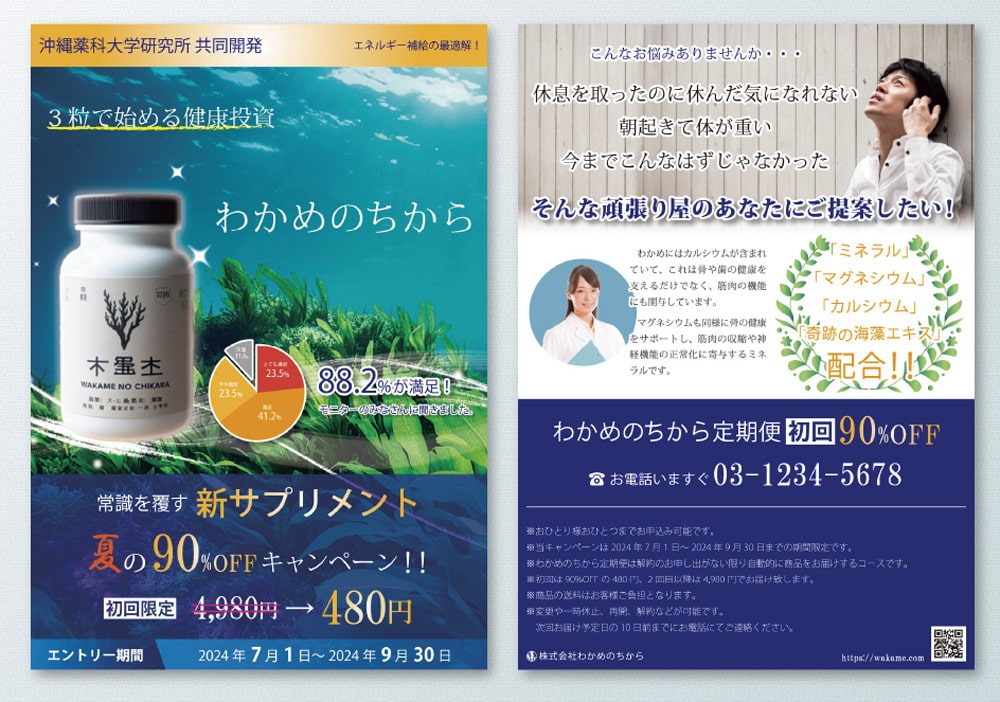 沖縄薬科大学研究所 共同開発
エネルギー補給の最適解!
3粒で始める健康投資
わかめのちから
WAKAME NO CHIKARA
とても満足
23.5%
満足
41.2%
やや満足
23.5%
88.2%が満足!
モニターのみなさんに聞きました。
常識を覆す 新サプリメント
夏の90%OFFキャンペーン!!
初回限定 4,980円→480円
エントリー期間 2024年7月1日~2024年9月30日
こんなお悩みありませんか・・・
休息を取ったのに休んだ気になれない
朝起きて体が重い
今までこんなはずじゃなかった
そんな頑張り屋のあなたにご提案したい!
わかめにはカルシウムが含まれ
ていて、これは骨や歯の健康を
支えるだけでなく、筋肉の機能
にも関与しています。
マグネシウムも同様に骨の健康
をサポートし、筋肉の収縮や神
経機能の正常化に寄与するミネ
ラルです。
「ミネラル」
「マグネシウム」
「カルシウム」
「奇跡の海藻エキス」
配合!!
わかめのちから定期便 初回 90%OFF
☎お電話いますぐ 03-1234-5678
※おひとり様おひとつまでお申込み可能です。
※当キャンペーンは2024年7月1日~2024年9月30日までの期間限定です。
※わかめのちから定期便は解約のお申し出がない限り自動的に商品をお届けするコースです。
※初回は90%OFFの480円、2回目以降は4,980円でお届け致します。
※商品の送料はお客様ご負担となります。
※変更や一時休止、再開、解約などが可能です。
次回お届け予定日の10日前までにお電話にてご連絡ください。
株式会社わかめのちから
https://wakame.com